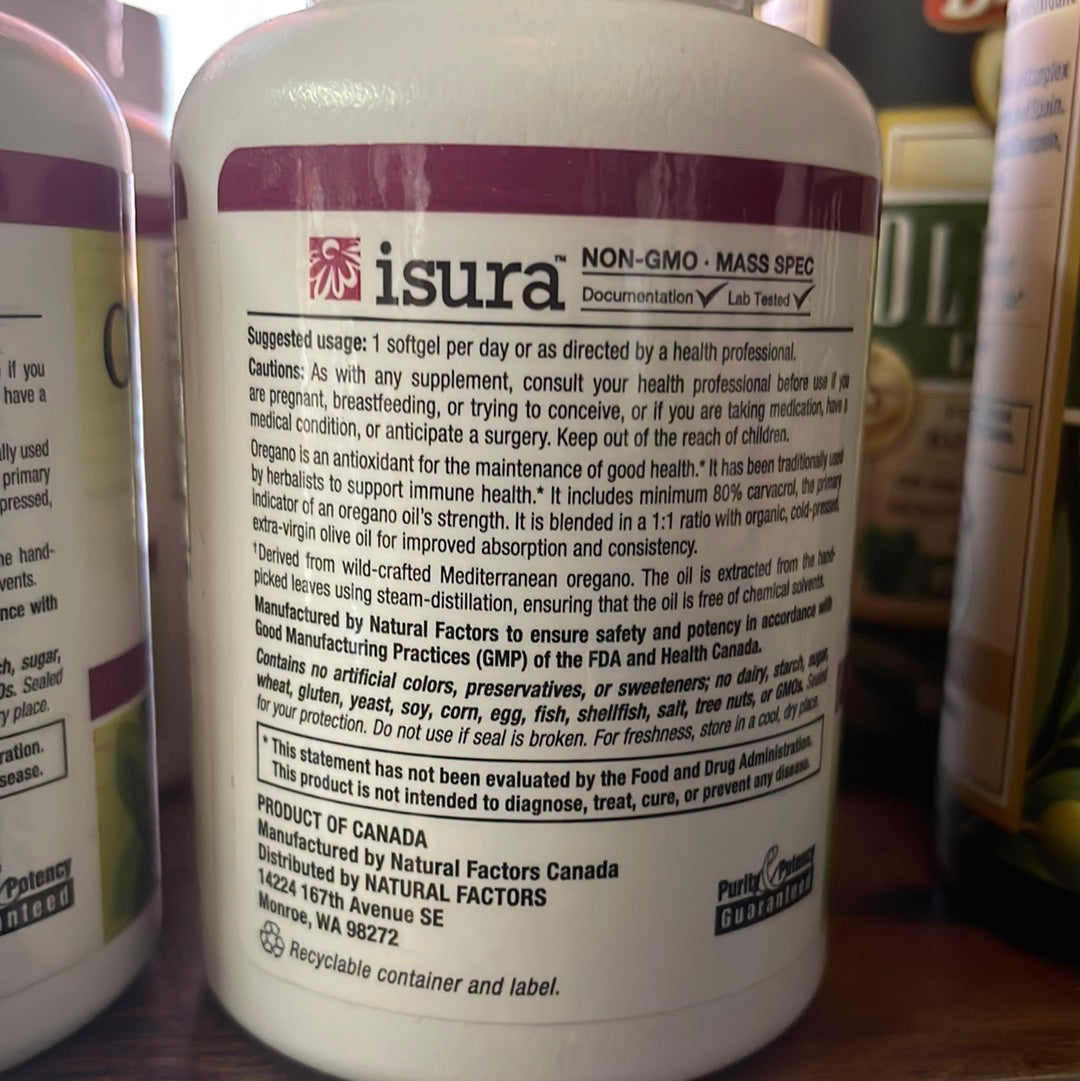 isura™
NON-GMO · MASS SPEC
Documentation Lab Tested
Suggested usage: 1 softgel per day or as directed by a health professional.
Cautions: As with any supplement, consult your health professional before use if you
are pregnant, breastfeeding, or trying to conceive, or if you are taking medication, have a
medical condition, or anticipate a surgery. Keep out of the reach of children.
Oregano is an antioxidant for the maintenance of good health.* It has been traditionally used
by herbalists to support immune health.* It includes minimum 80% carvacrol, the primary
indicator of an oregano oil's strength. It is blended in a 1:1 ratio with organic, cold-pressed,
extra-virgin olive oil for improved absorption and consistency.
†Derived from wild-crafted Mediterranean oregano. The oil is extracted from the hand-
picked leaves using steam-distillation, ensuring that the oil is free of chemical solvents.
Manufactured by Natural Factors to ensure safety and potency in accordance with
Good Manufacturing Practices (GMP) of the FDA and Health Canada.
Contains no artificial colors, preservatives, or sweeteners; no dairy, starch, sugar,
wheat, gluten, yeast, soy, corn, egg, fish, shellfish, salt, tree nuts, or GMOs. Sealed
for your protection. Do not use if seal is broken. For freshness, store in a cool, dry place.
* This statement has not been evaluated by the Food and Drug Administration.
This product is not intended to diagnose, treat, cure, or prevent any disease.
PRODUCT OF CANADA
Manufactured by Natural Factors Canada
Distributed by NATURAL FACTORS
14224 167th Avenue SE
Monroe, WA 98272
Recyclable container and label.
Purity & Potency
Guaranteed
if you
have a
lly used
primary
pressed,
he hand-
vents.
nce with
ch, sugar,
Os. Sealed
y place.
ration.
sease.
Potency
anteed
OL